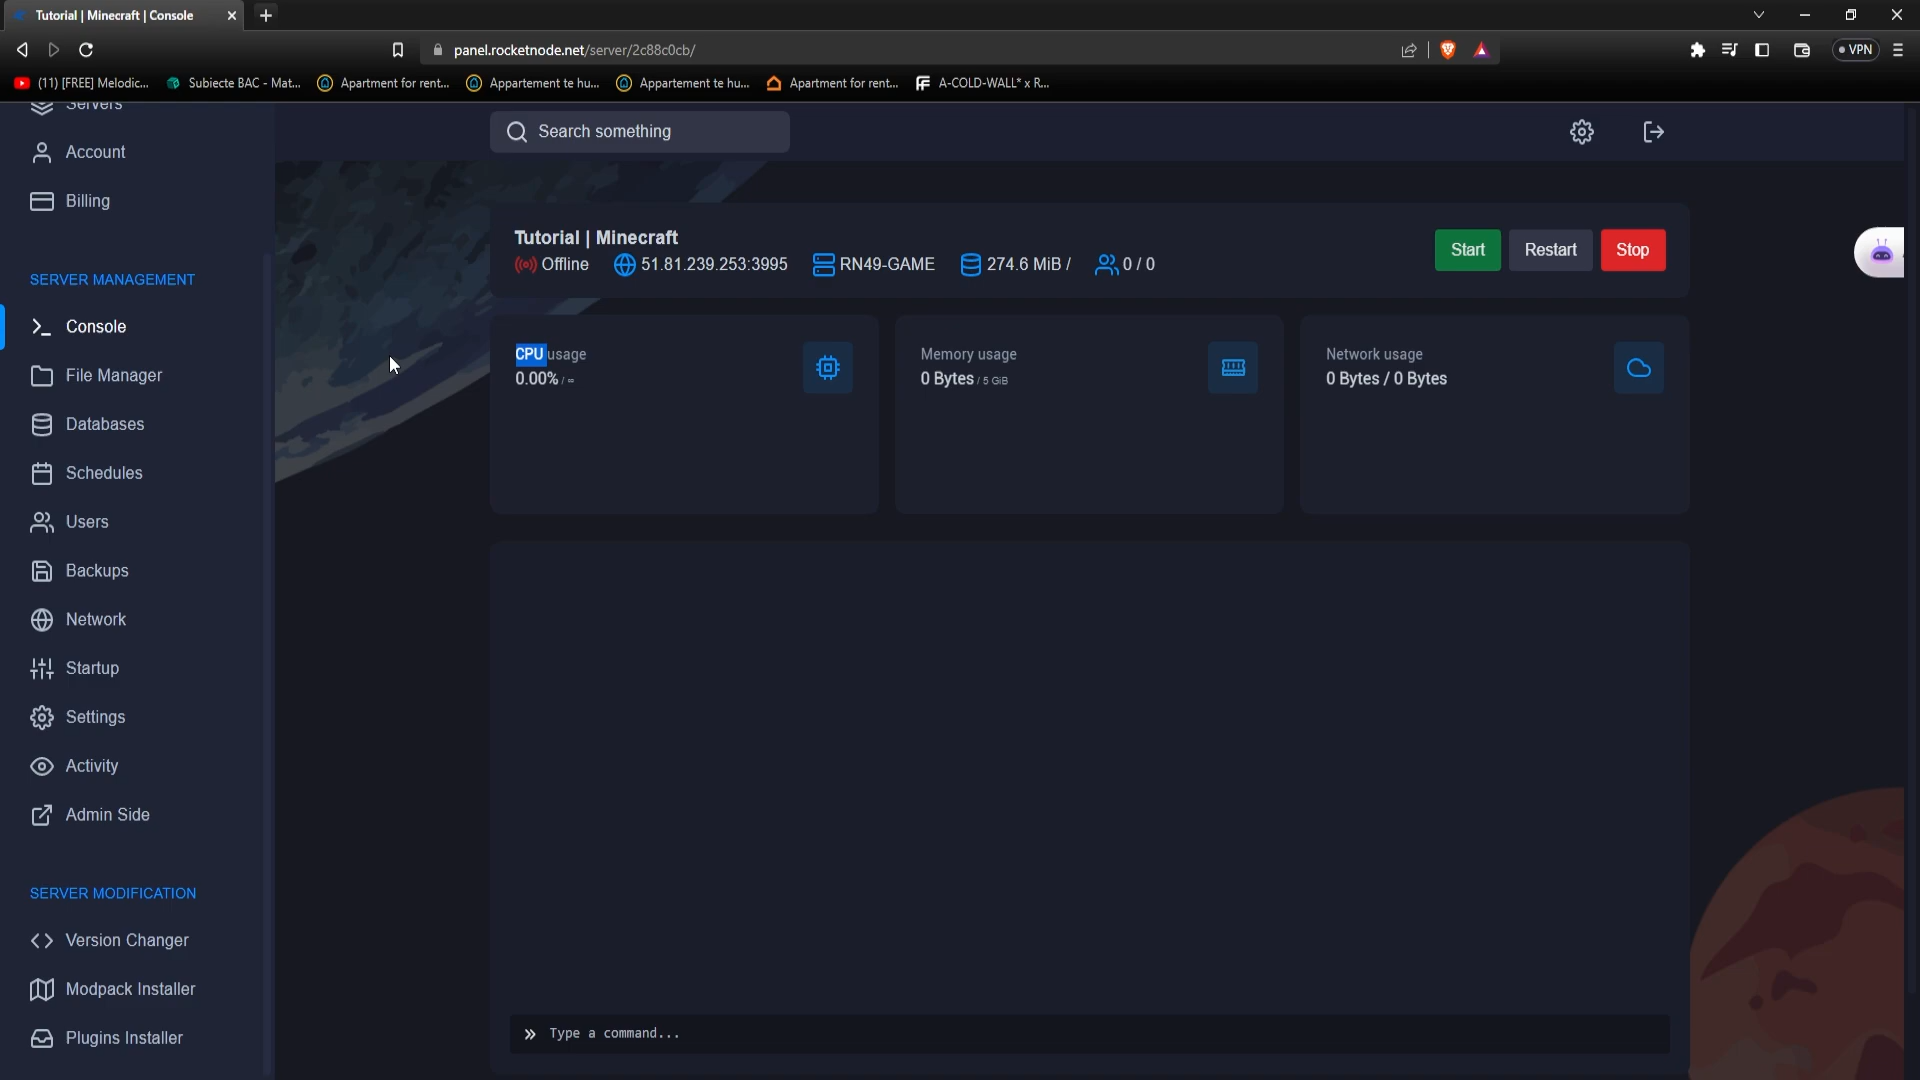 Tutorial | Minecraft | Console
panel.rocketnode.net/server/2c88c0cb/
VPN
(11) [FREE] Melodic...
Subiecte BAC - Mat...
Apartment for rent...
Appartement te hu...
Appartement te hu...
Apartment for rent...
A-COLD-WALL* x R...
Servers
Account
Billing
SERVER MANAGEMENT
Console
File Manager
Databases
Schedules
Users
Backups
Network
Startup
Settings
Activity
Admin Side
SERVER MODIFICATION
Version Changer
Modpack Installer
Plugins Installer
Search something
Tutorial | Minecraft
Offline 51.81.239.253:3995 RN49-GAME 274.6 MiB / 0 / 0
Start Restart Stop
CPU usage
0.00% / ∞
Memory usage
0 Bytes / 5 GiB
Network usage
0 Bytes / 0 Bytes
Type a command...